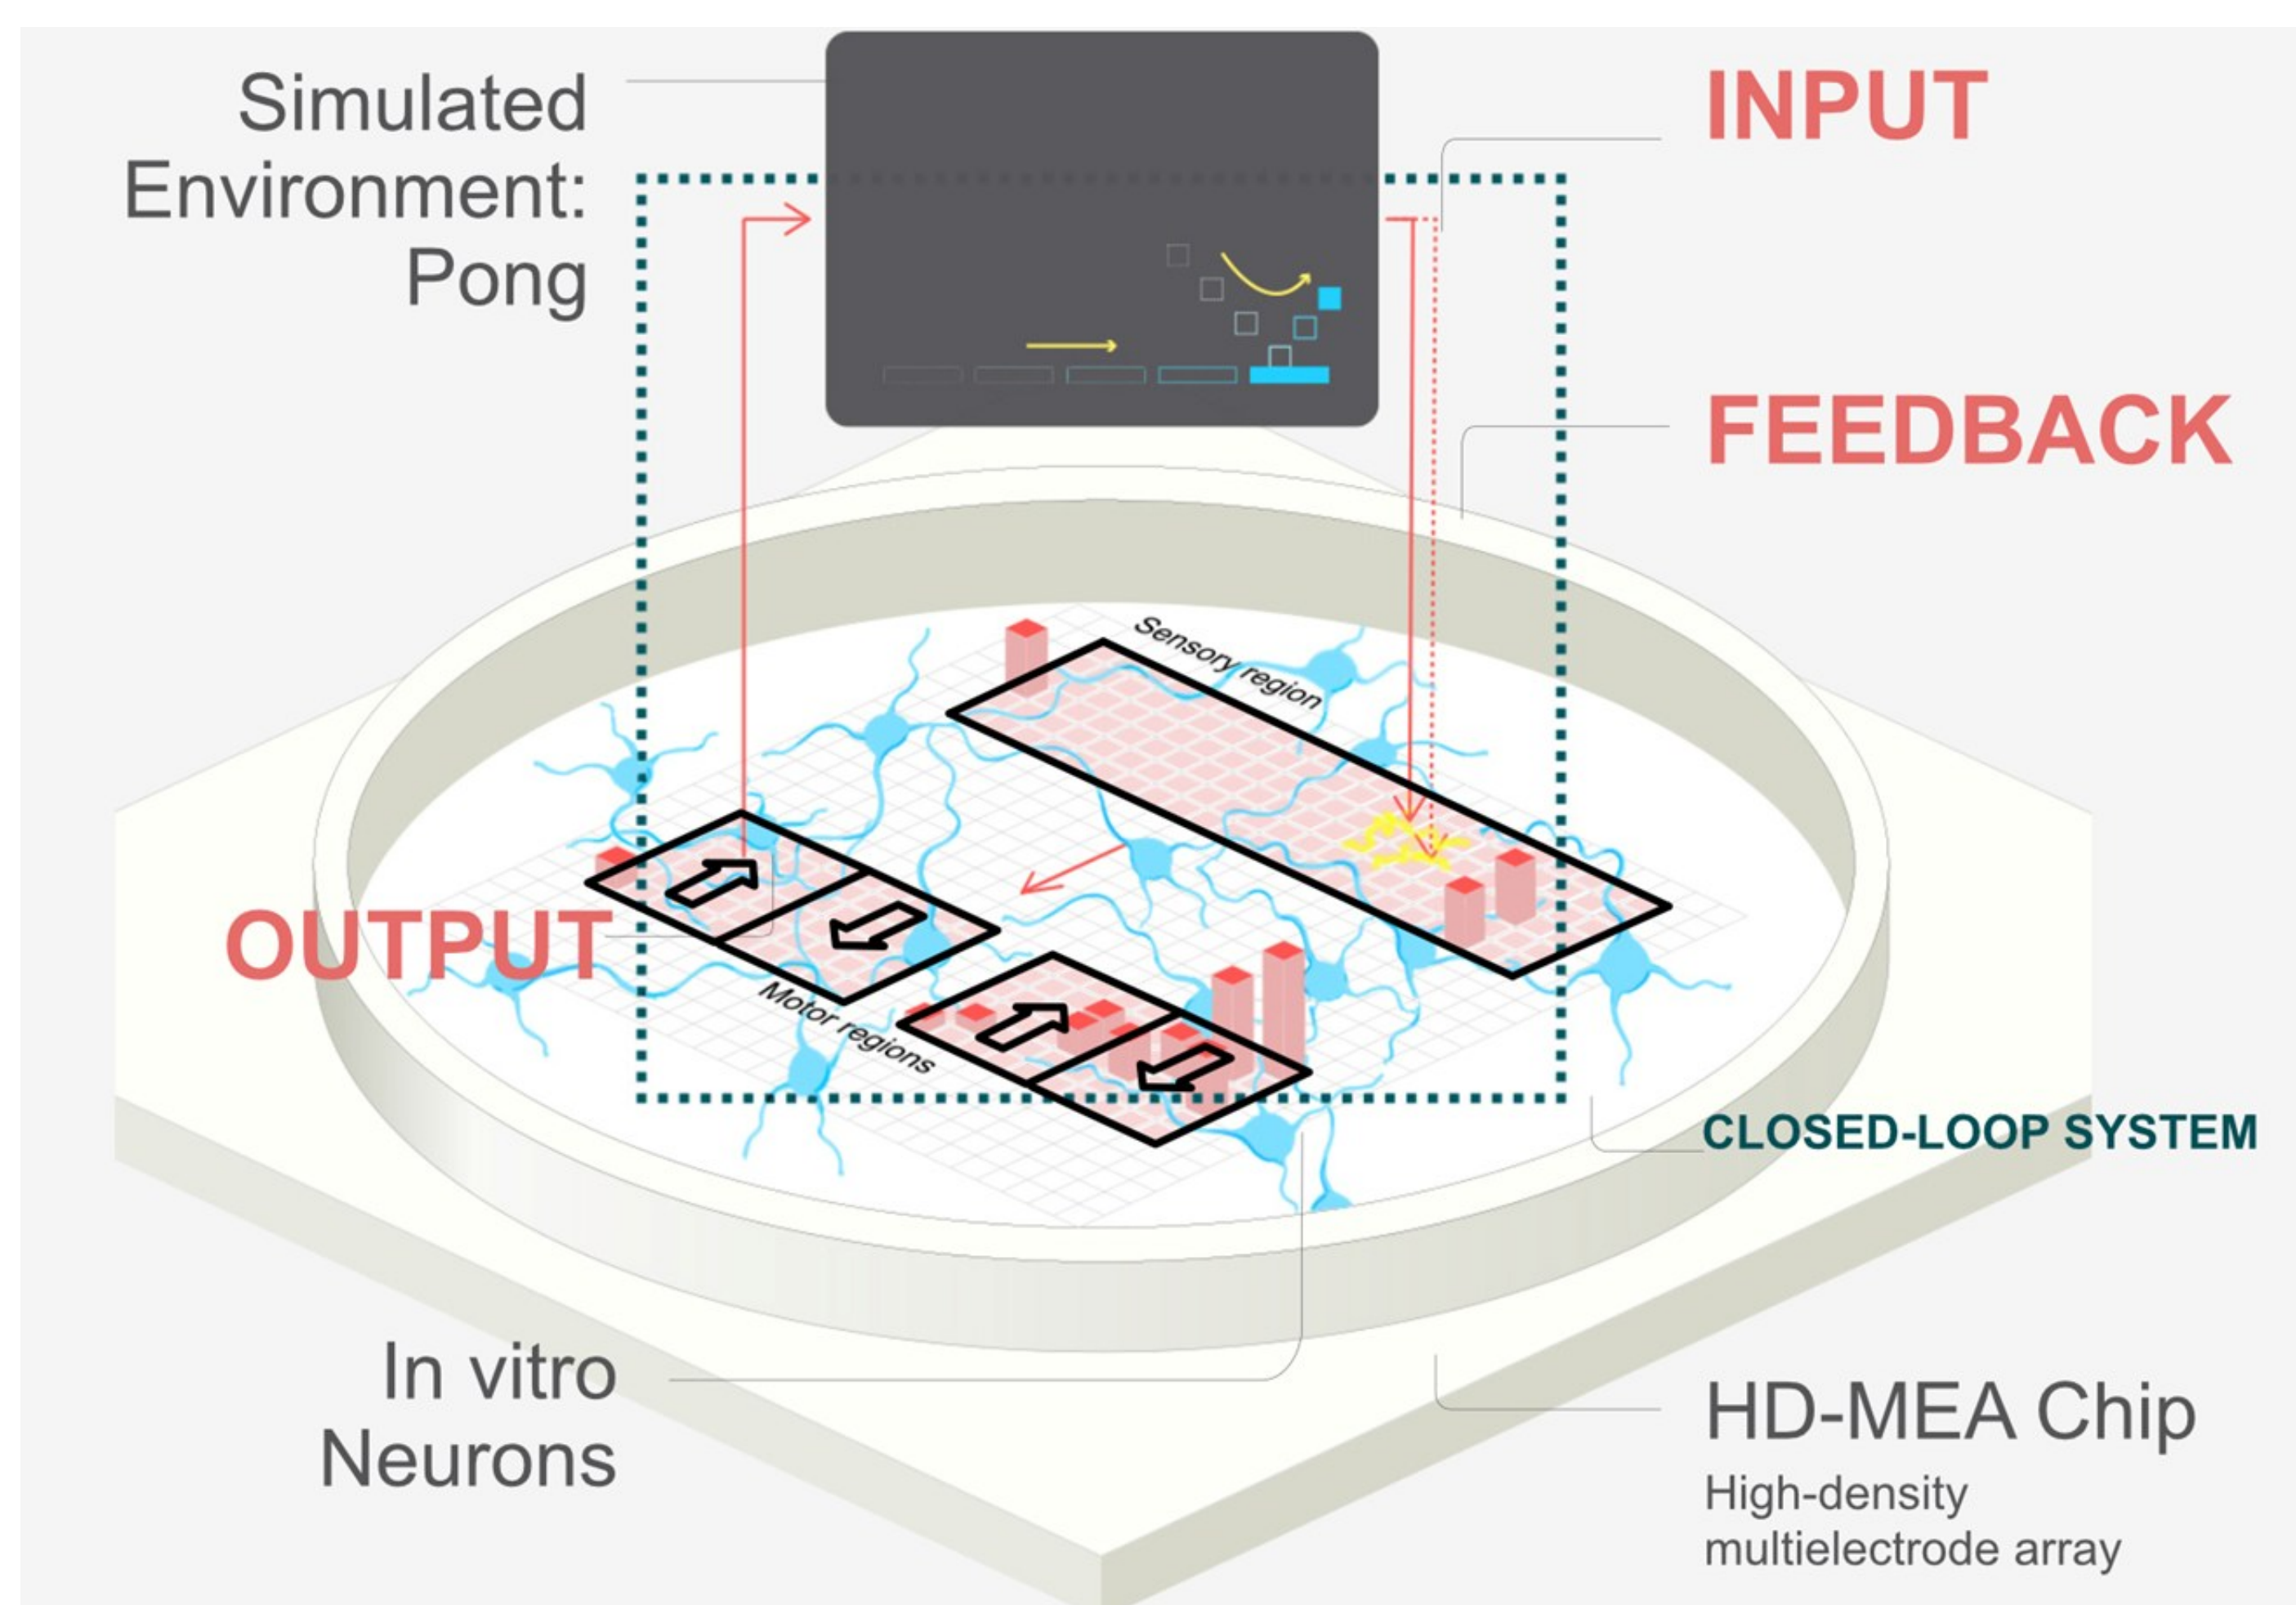 Simulated
Environment:
Pong
INPUT
FEEDBACK
Sensory region
OUTPUT
Motor regions
CLOSED-LOOP SYSTEM
In vitro
Neurons
HD-MEA Chip
High-density
multielectrode array